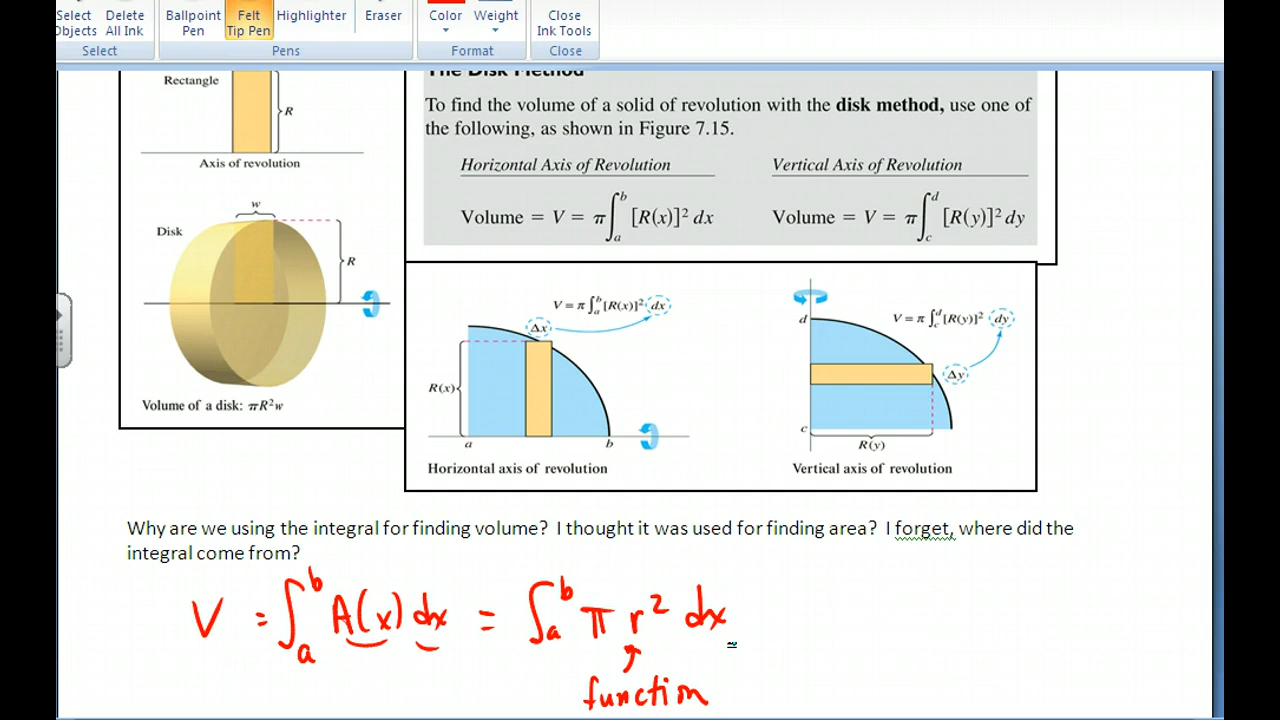 Select Objects
Delete All Ink
Ballpoint Pen
Felt Tip Pen
Highlighter
Eraser
Color
Weight
Close Ink Tools
Select
Pens
Format
Close
Rectangle
R
Axis of revolution
w
Disk
R
Volume of a disk: πR²w
The Disk Method
To find the volume of a solid of revolution with the disk method, use one of
the following, as shown in Figure 7.15.
Horizontal Axis of Revolution
Vertical Axis of Revolution
Volume = V = π∫ₐᵇ [R(x)]² dx
Volume = V = π∫_c^d [R(y)]² dy
V = π ∫ₐᵇ [R(x)]² dx
Δx
R(x)
a
b
Horizontal axis of revolution
V = π ∫_c^d [R(y)]² dy
d
Δy
c
R(y)
Vertical axis of revolution
Why are we using the integral for finding volume? I thought it was used for finding area? I forget, where did the
integral come from?
V = ∫ₐᵇ A(x) dx = ∫ₐᵇ π r² dx
function